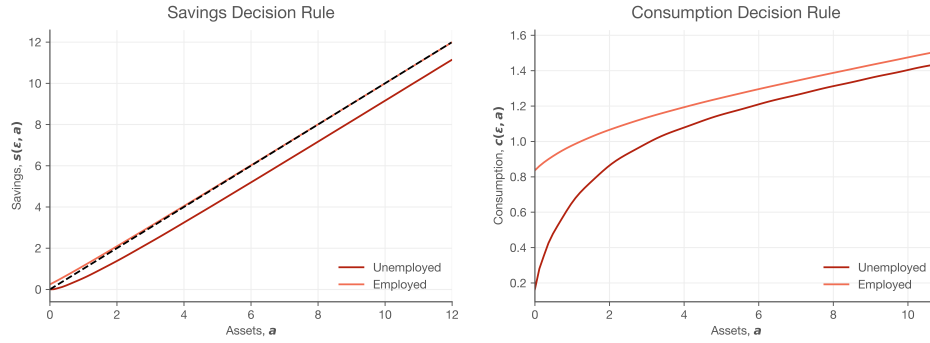 Savings Decision Rule
12
10
8
6
4
2
0
Savings, s(ε, a)
Unemployed
Employed
0 2 4 6 8 10 12
Assets, a
Consumption Decision Rule
1.6
1.4
1.2
1.0
0.8
0.6
0.4
0.2
Consumption, c(ε, a)
Unemployed
Employed
0 2 4 6 8 10
Assets, a